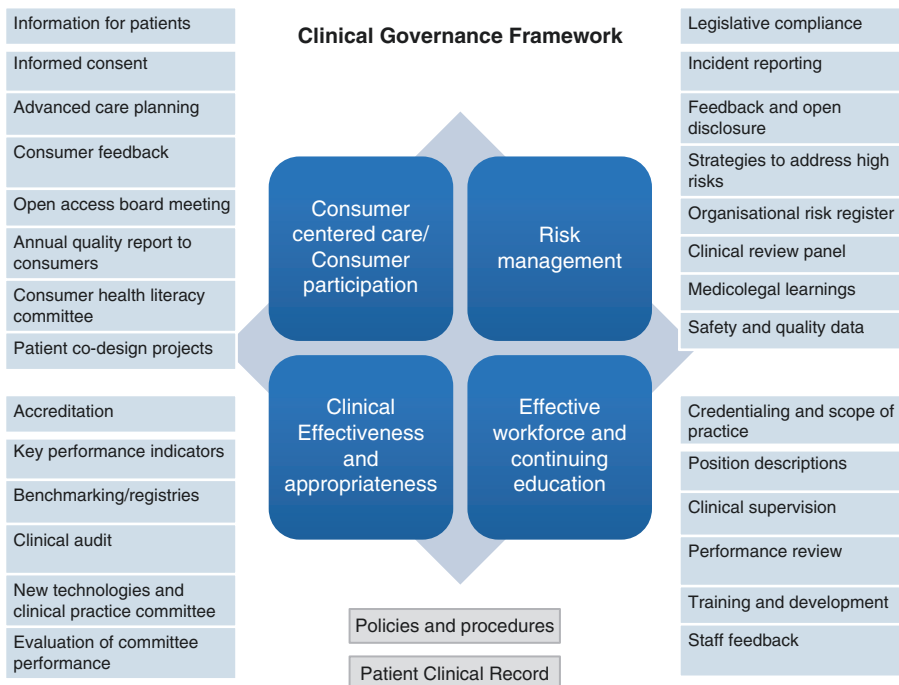 Clinical Governance Framework
Information for patients
Informed consent
Advanced care planning
Consumer feedback
Open access board meeting
Annual quality report to
consumers
Consumer health literacy
committee
Patient co-design projects
Legislative compliance
Incident reporting
Feedback and open
disclosure
Strategies to address high
risks
Organisational risk register
Clinical review panel
Medicolegal learnings
Safety and quality data
Consumer
centered care/
Consumer
participation
Risk
management
Clinical
Effectiveness
and
appropriateness
Effective
workforce and
continuing
education
Accreditation
Key performance indicators
Benchmarking/registries
Clinical audit
New technologies and
clinical practice committee
Evaluation of committee
performance
Credentialing and scope of
practice
Position descriptions
Clinical supervision
Performance review
Training and development
Staff feedback
Policies and procedures
Patient Clinical Record